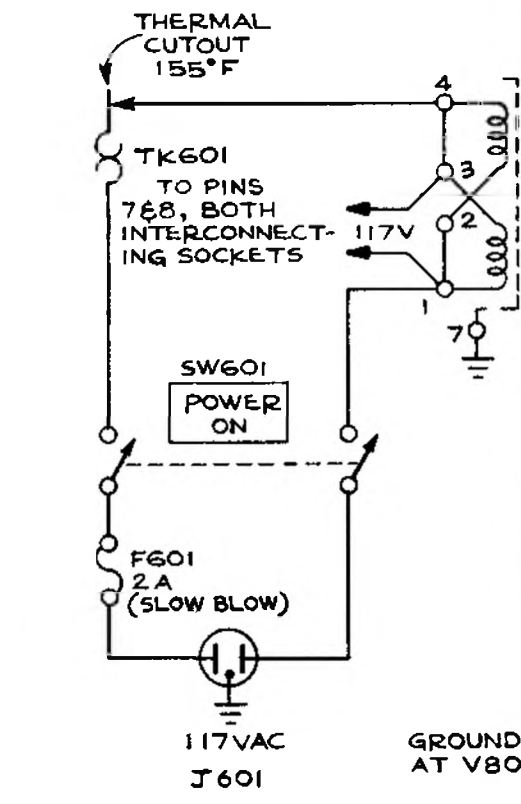 THERMAL
CUTOUT
155°F
4
TK601
3
TO PINS
7&8, BOTH
INTERCONNECT-
ING SOCKETS
117V
2
1
7
SW601
POWER
ON
F601
2A
(SLOW BLOW)
117VAC
J601
GROUND
AT V80